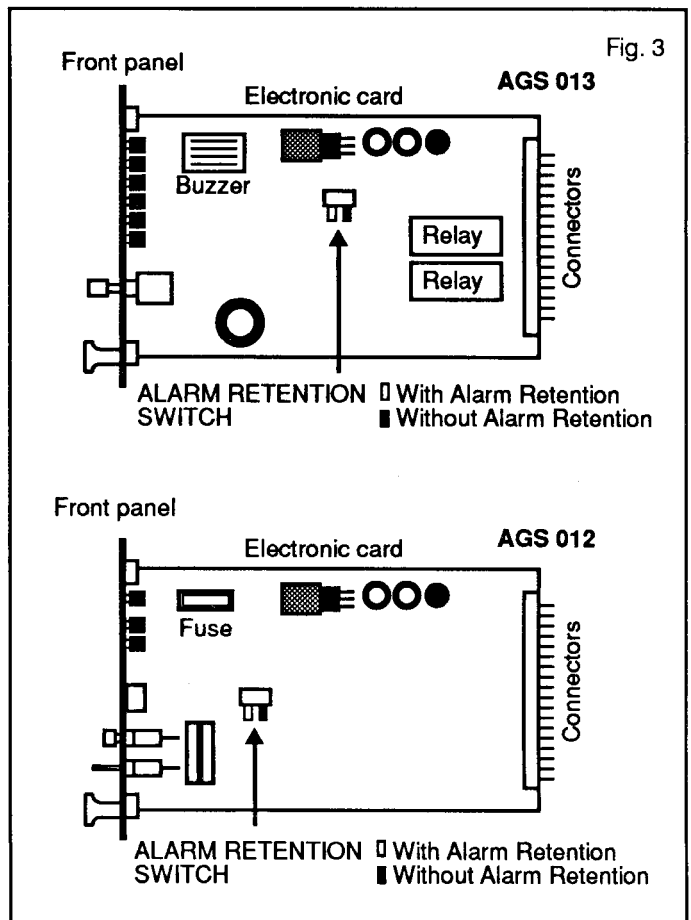 Fig. 3
Front panel
AGS 013
Electronic card
Buzzer
Relay
Relay
Connectors
ALARM RETENTION SWITCH
With Alarm Retention
Without Alarm Retention
Front panel
AGS 012
Electronic card
Fuse
Connectors
ALARM RETENTION SWITCH
With Alarm Retention
Without Alarm Retention